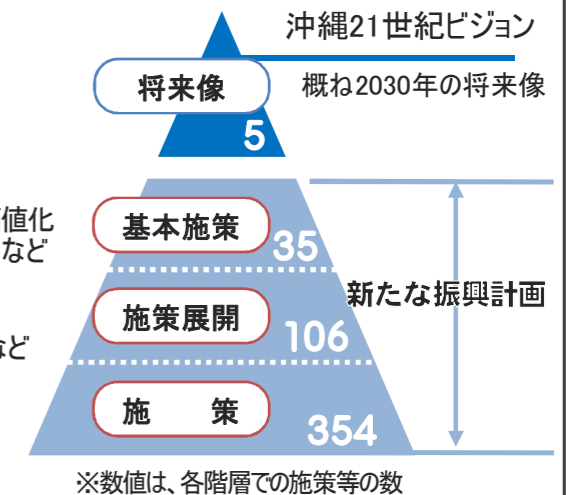 沖縄21世紀ビジョン
将来像
概ね2030年の将来像
5
値化
など
基本施策
35
新たな振興計画
施策展開
106
など
施　策
354
※数値は、各階層での施策等の数